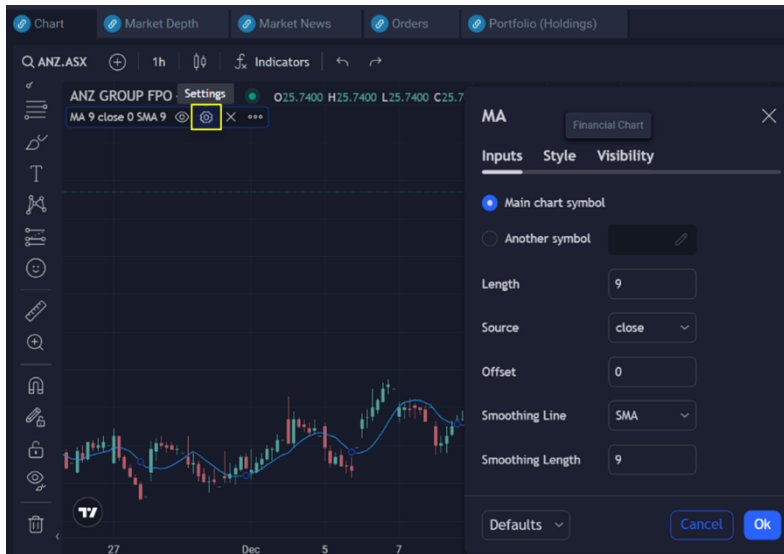 Chart
Market Depth
Market News
Orders
Portfolio (Holdings)
ANZ.ASX
1h
Indicators
ANZ GROUP FPO
Settings
O25.7400 H25.7400 L25.7400 C25.7
MA 9 close 0 SMA 9
T
MA
Financial Chart
Inputs
Style
Visibility
Main chart symbol
Another symbol
Length
9
Source
close
Offset
0
Smoothing Line
SMA
Smoothing Length
9
Defaults
Cancel
Ok
27
Dec
5
7